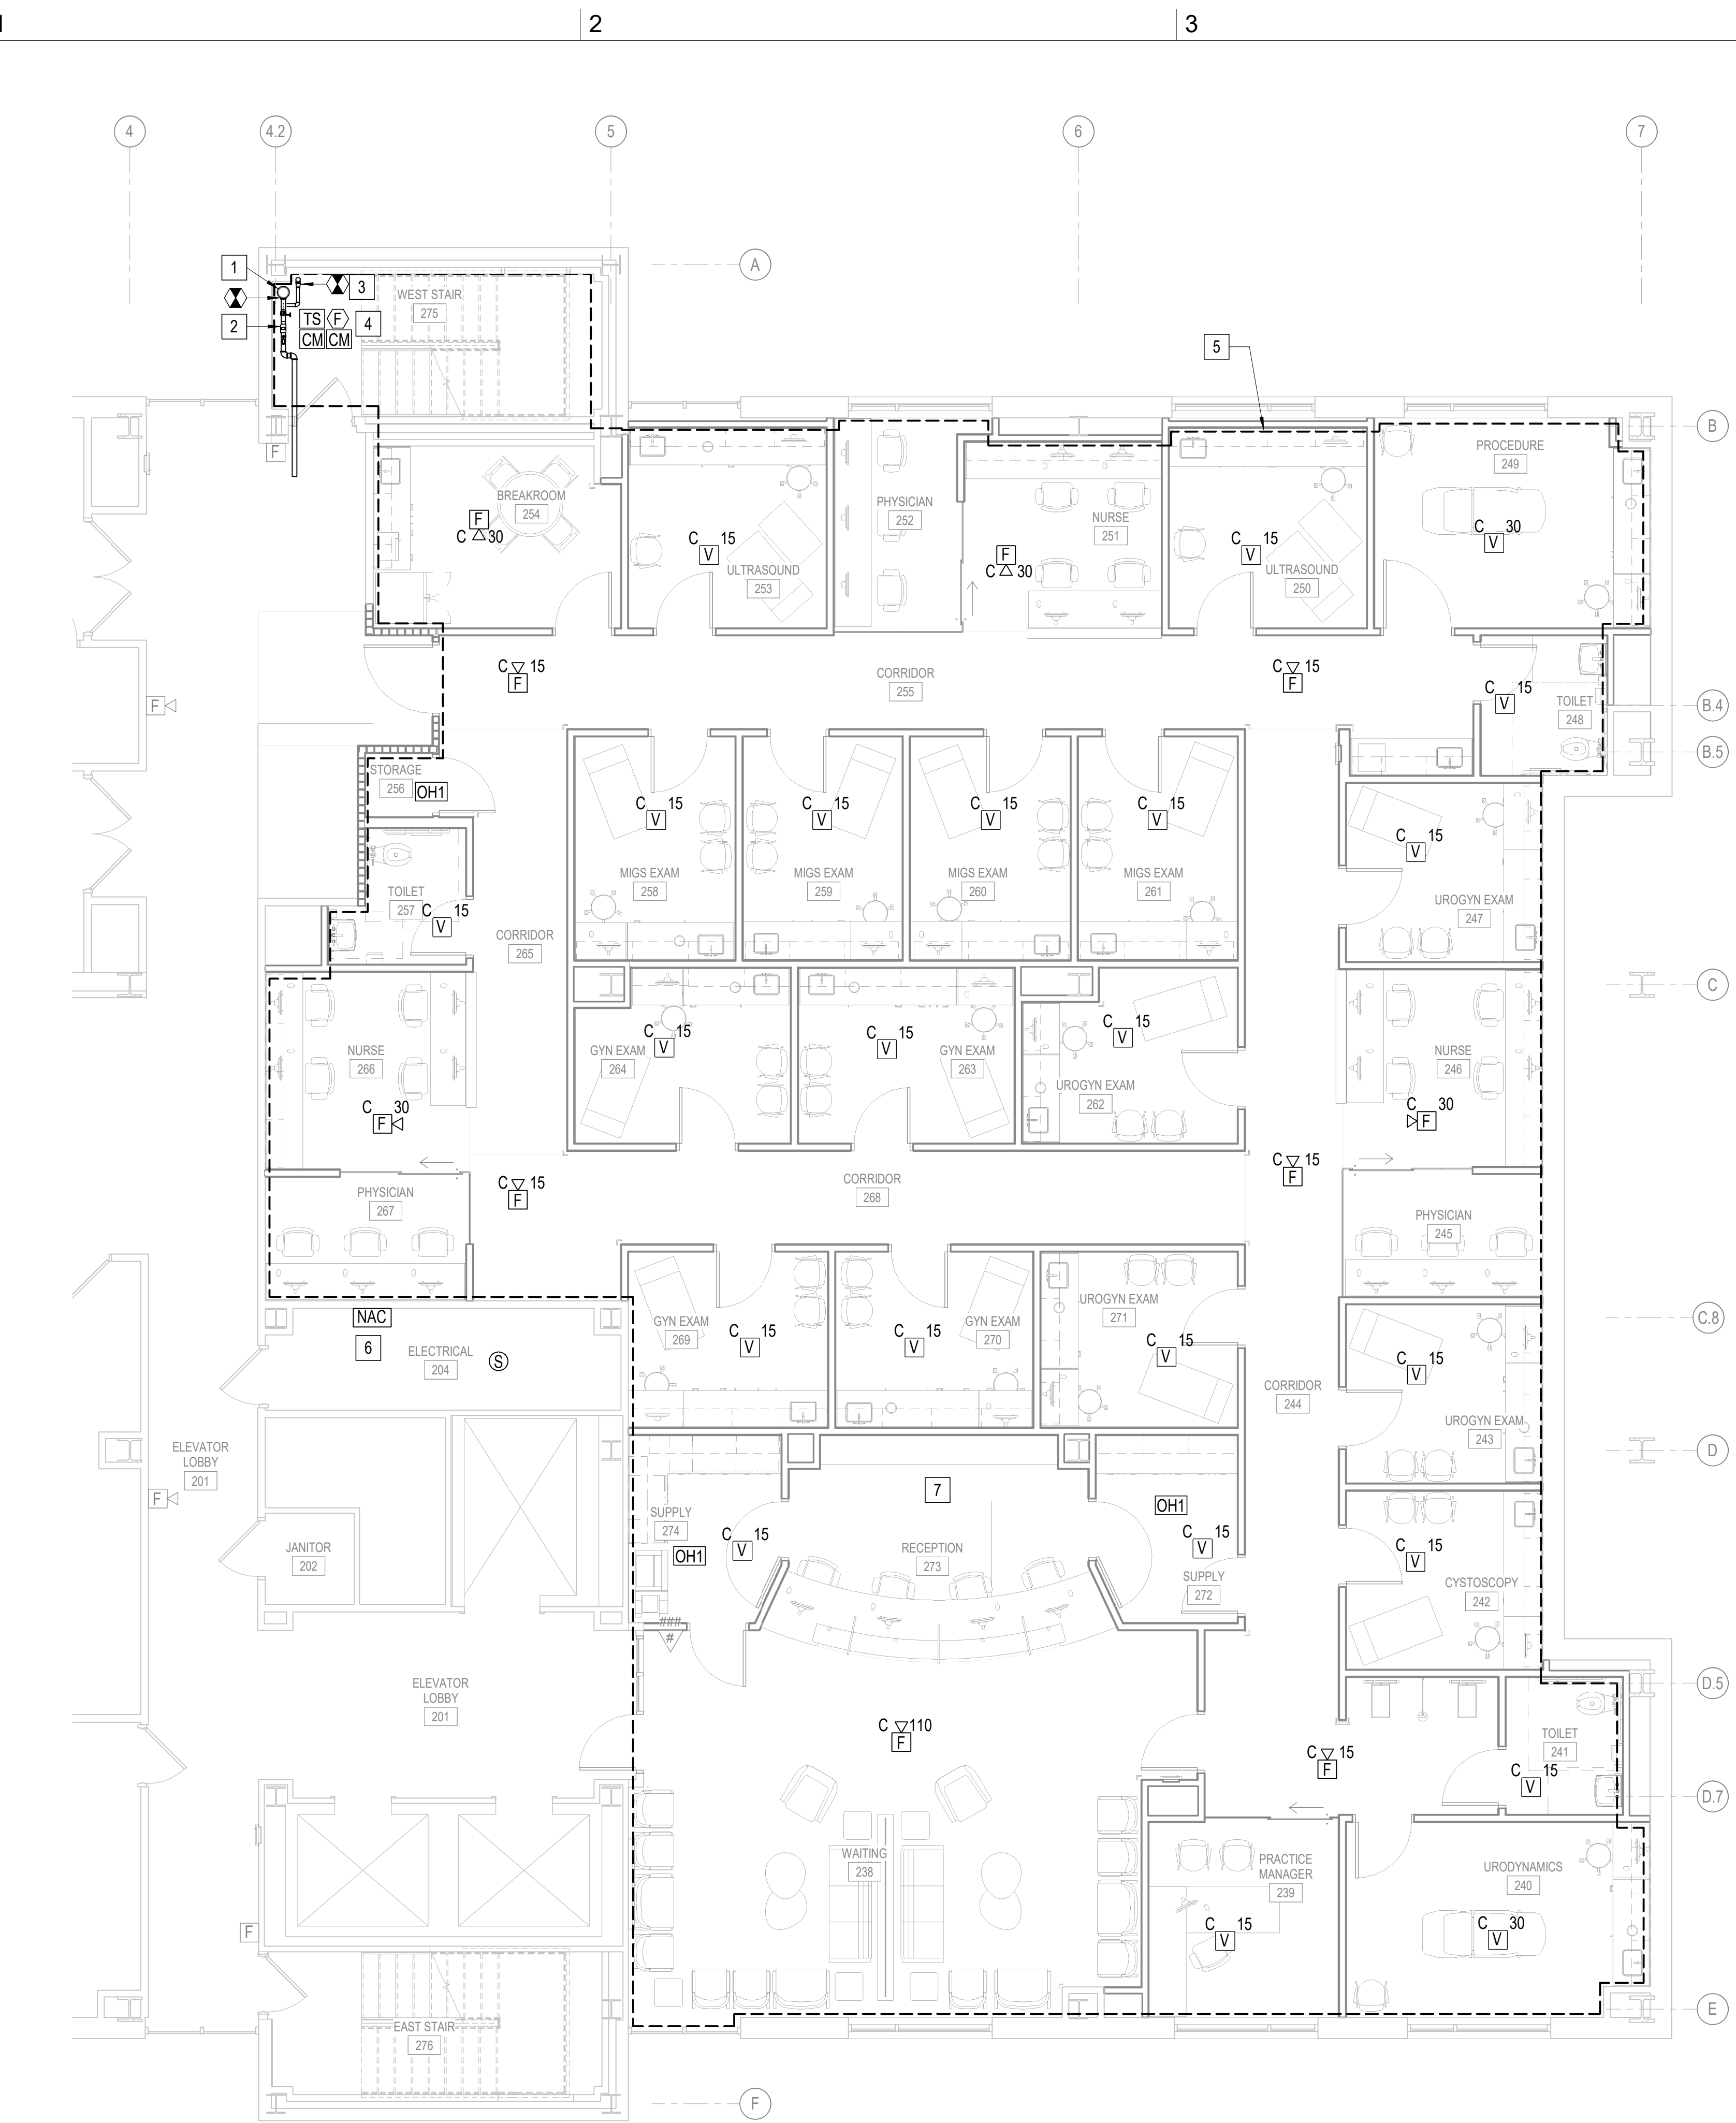 1
2
3
4
4.2
5
6
7
A
1
3
WEST STAIR
275
2
TS
F
4
CM
CM
5
B
F
PROCEDURE
249
BREAKROOM
254
F
C 30
PHYSICIAN
252
NURSE
251
F
C 30
C 15
V
ULTRASOUND
253
C 15
V
ULTRASOUND
250
C 30
V
C 15
F
CORRIDOR
255
C 15
F
C 15
V
TOILET
248
F
B.4
B.5
STORAGE
256
OH1
C 15
V
C 15
V
C 15
V
C 15
V
C 15
V
MIGS EXAM
258
MIGS EXAM
259
MIGS EXAM
260
MIGS EXAM
261
TOILET
257
C 15
V
UROGYN EXAM
247
CORRIDOR
265
C
NURSE
266
C 30
F
C 15
V
GYN EXAM
264
C 15
V
GYN EXAM
263
C 15
V
UROGYN EXAM
262
NURSE
246
C 30
F
C 15
F
CORRIDOR
268
C 15
F
PHYSICIAN
267
PHYSICIAN
245
NAC
6
ELECTRICAL
204
S
GYN EXAM
269
C 15
V
GYN EXAM
270
C 15
V
UROGYN EXAM
271
C 15
V
C.8
C 15
V
CORRIDOR
244
UROGYN EXAM
243
D
ELEVATOR
LOBBY
201
F
7
SUPPLY
274
OH1
C 15
V
RECEPTION
273
OH1
C 15
V
SUPPLY
272
C 15
V
CYSTOSCOPY
242
JANITOR
202
###
#
ELEVATOR
LOBBY
201
D.5
C 110
F
C 15
F
TOILET
241
C 15
V
D.7
WAITING
238
PRACTICE
MANAGER
239
C 15
V
URODYNAMICS
240
C 30
V
F
EAST STAIR
276
E
F